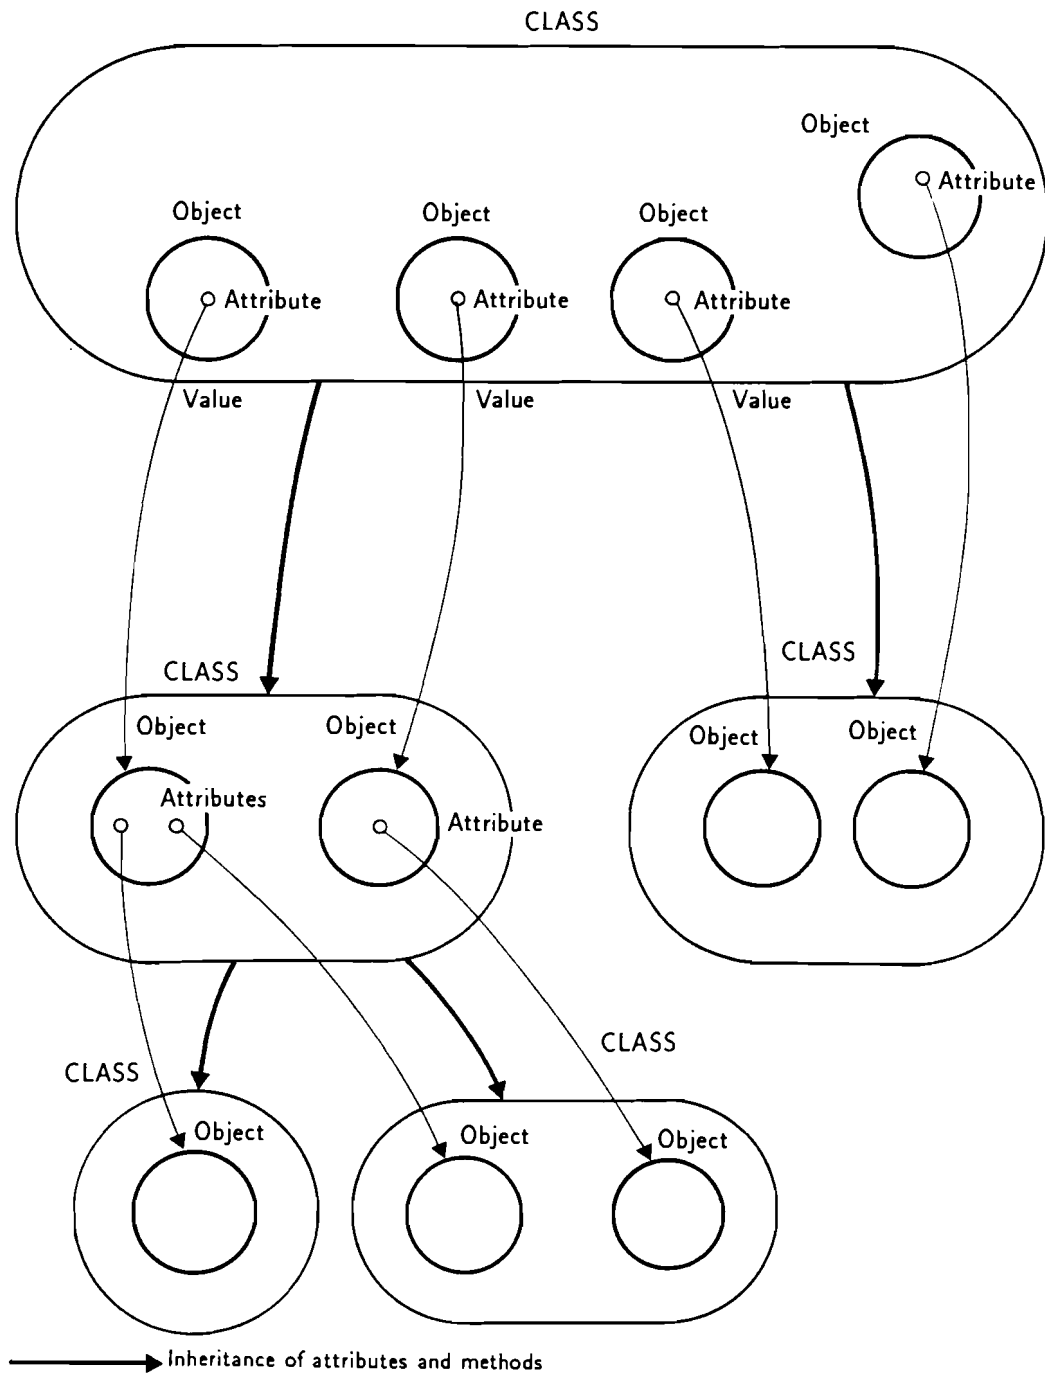 CLASS
Object
Attribute
Object
Object
Object
Attribute
Attribute
Attribute
Value
Value
Value
CLASS
CLASS
Object
Object
Object
Object
Attributes
Attribute
CLASS
CLASS
Object
Object
Object
Inheritance of attributes and methods